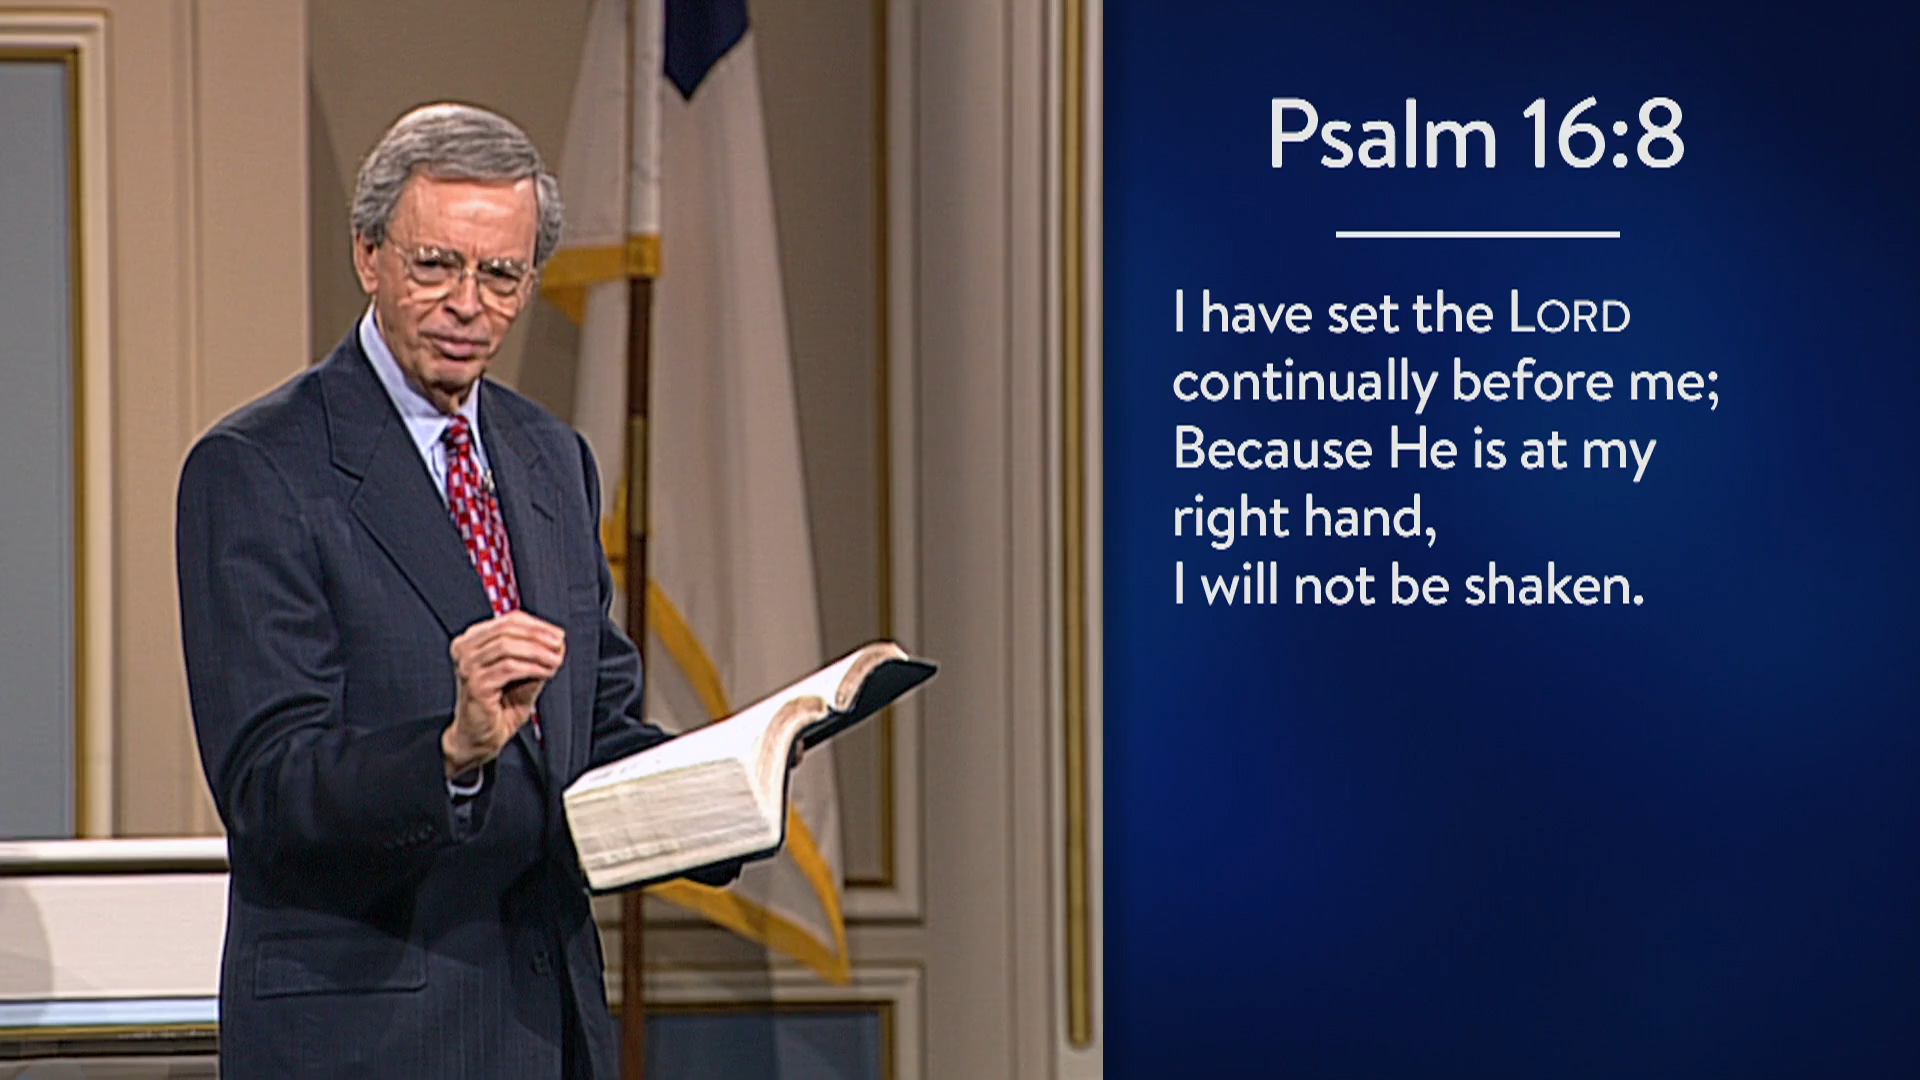 Psalm 16:8
I have set the LORD
continually before me;
Because He is at my
right hand,
I will not be shaken.